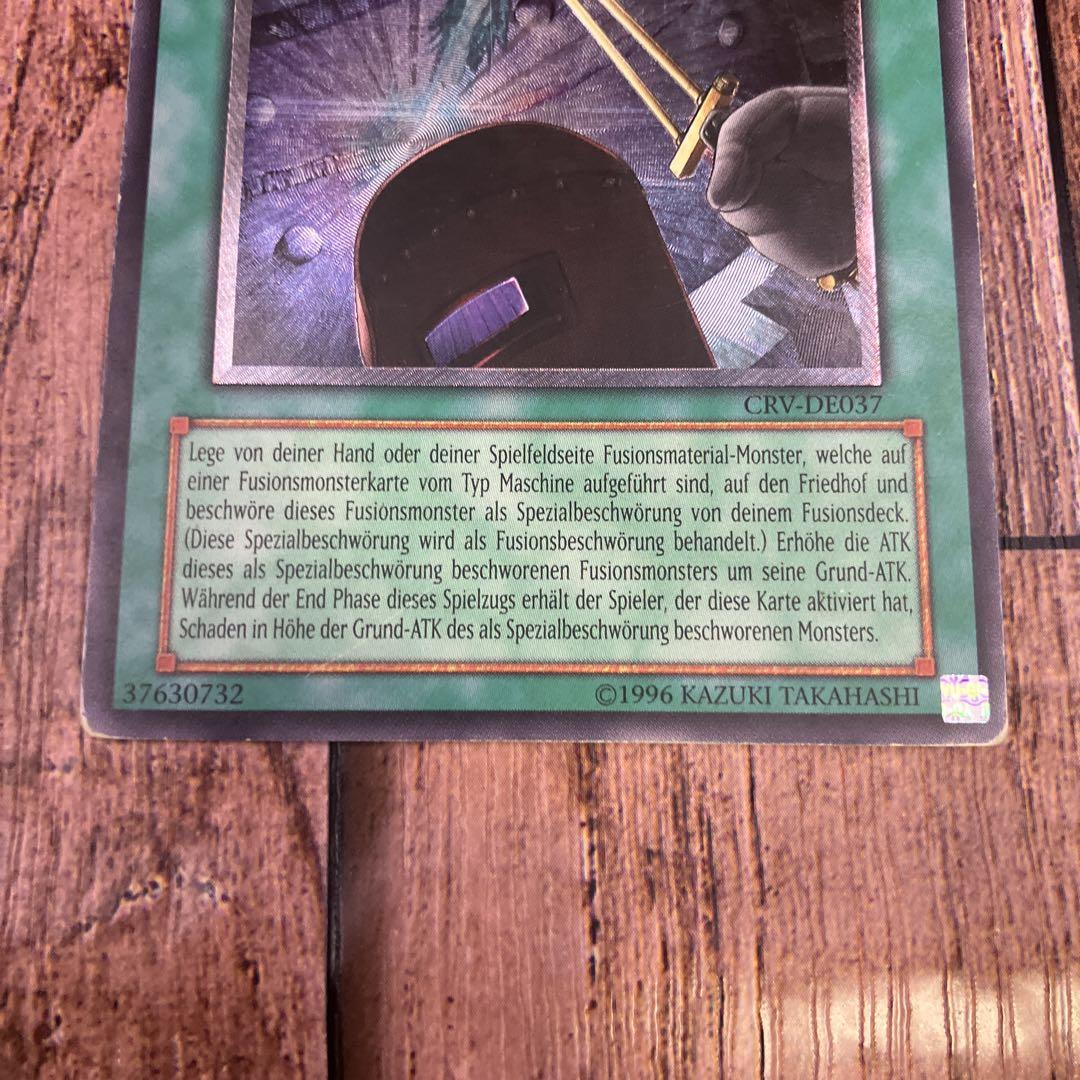 CRV-DE037
Lege von deiner Hand oder deiner Spielfeldseite Fusionsmaterial-Monster, welche auf
einer Fusionsmonsterkarte vom Typ Maschine aufgeführt sind, auf den Friedhof und
beschwöre dieses Fusionsmonster als Spezialbeschwörung von deinem Fusionsdeck.
(Diese Spezialbeschwörung wird als Fusionsbeschwörung behandelt.) Erhöhe die ATK
dieses als Spezialbeschwörung beschworenen Fusionsmonsters um seine Grund-ATK.
Während der End Phase dieses Spielzugs erhält der Spieler, der diese Karte aktiviert hat,
Schaden in Höhe der Grund-ATK des als Spezialbeschwörung beschworenen Monsters.
37630732 ©1996 KAZUKI TAKAHASHI